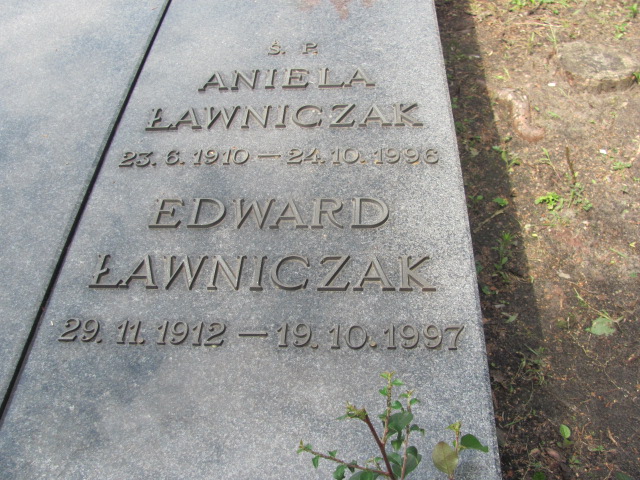 Ś. P.
ANIELA
ŁAWNICZAK
23. 6. 1910 — 24. 10. 1996
EDWARD
ŁAWNICZAK
29. 11. 1912 — 19. 10. 1997